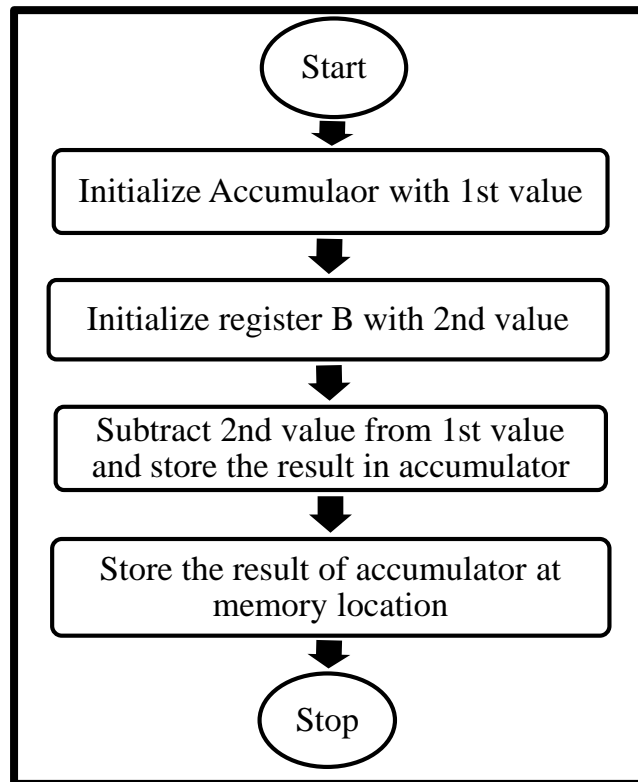 Start
Initialize Accumulaor with 1st value
Initialize register B with 2nd value
Subtract 2nd value from 1st value
and store the result in accumulator
Store the result of accumulator at
memory location
Stop